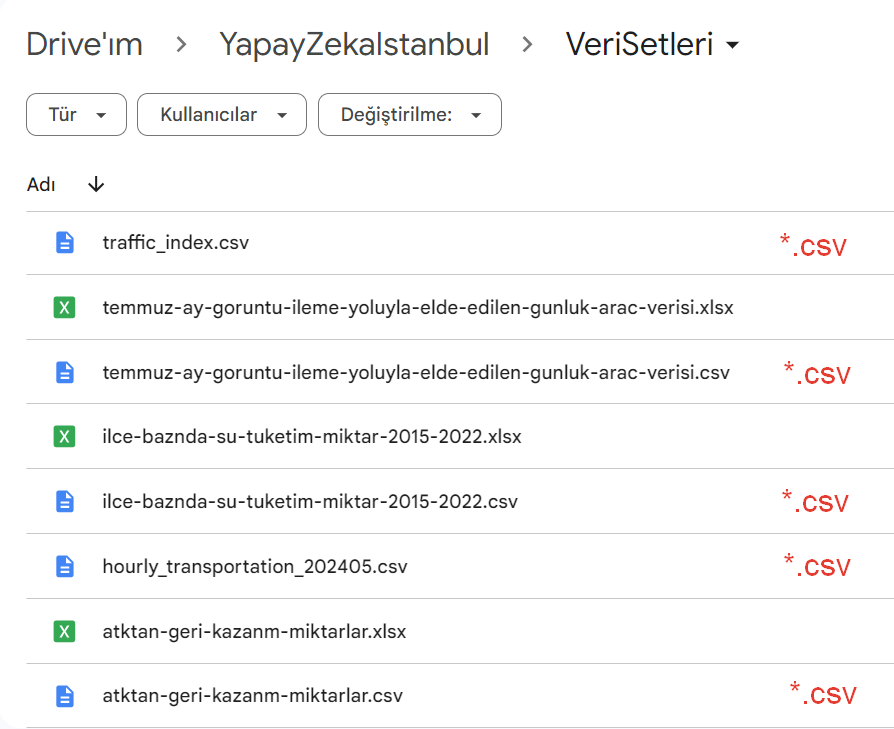 Drive'ım > YapayZekaIstanbul > VeriSetleri
Tür Kullanıcılar Değiştirilme:
Adı
traffic_index.csv *.csv
temmuz-ay-goruntu-ileme-yoluyla-elde-edilen-gunluk-arac-verisi.xlsx
temmuz-ay-goruntu-ileme-yoluyla-elde-edilen-gunluk-arac-verisi.csv *.csv
ilce-baznda-su-tuketim-miktar-2015-2022.xlsx
ilce-baznda-su-tuketim-miktar-2015-2022.csv *.csv
hourly_transportation_202405.csv *.csv
atktan-geri-kazanm-miktarlar.xlsx
atktan-geri-kazanm-miktarlar.csv *.csv